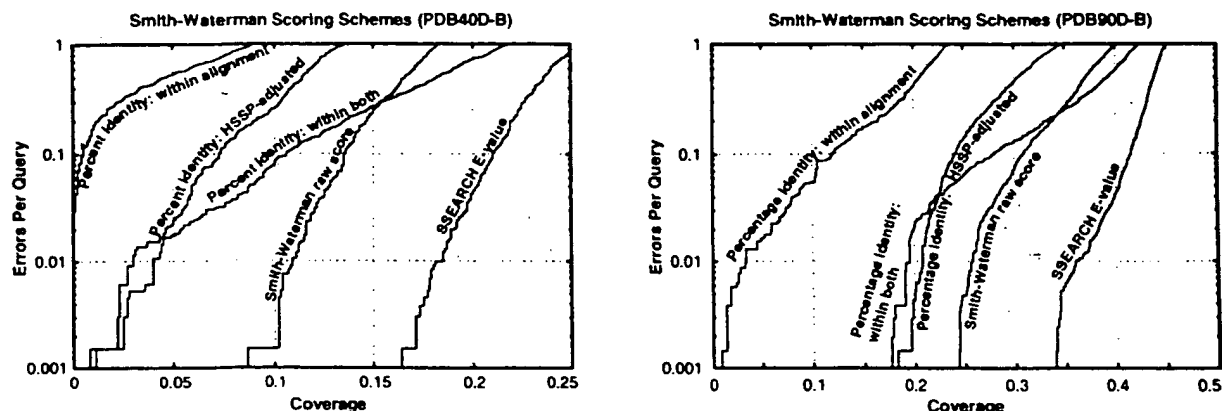 Smith-Waterman Scoring Schemes (PDB40D-B)
Errors Per Query
1
0.1
0.01
0.001
Percent Identity: within alignment
Percent Identity: HSSP-adjusted
Percent Identity: within both
Smith-Waterman raw score
SSEARCH E-value
0
0.05
0.1
0.15
0.2
0.25
Coverage
Smith-Waterman Scoring Schemes (PDB90D-B)
Errors Per Query
1
0.1
0.01
0.001
Percentage Identity: within alignment
Percentage Identity:
within both
Percentage Identity: HSSP-adjusted
Smith-Waterman raw score
SSEARCH E-value
0
0.1
0.2
0.3
0.4
0.5
Coverage